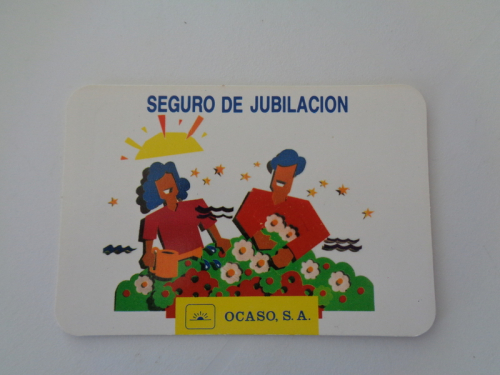 SEGURO DE JUBILACION
OCASO, S. A.